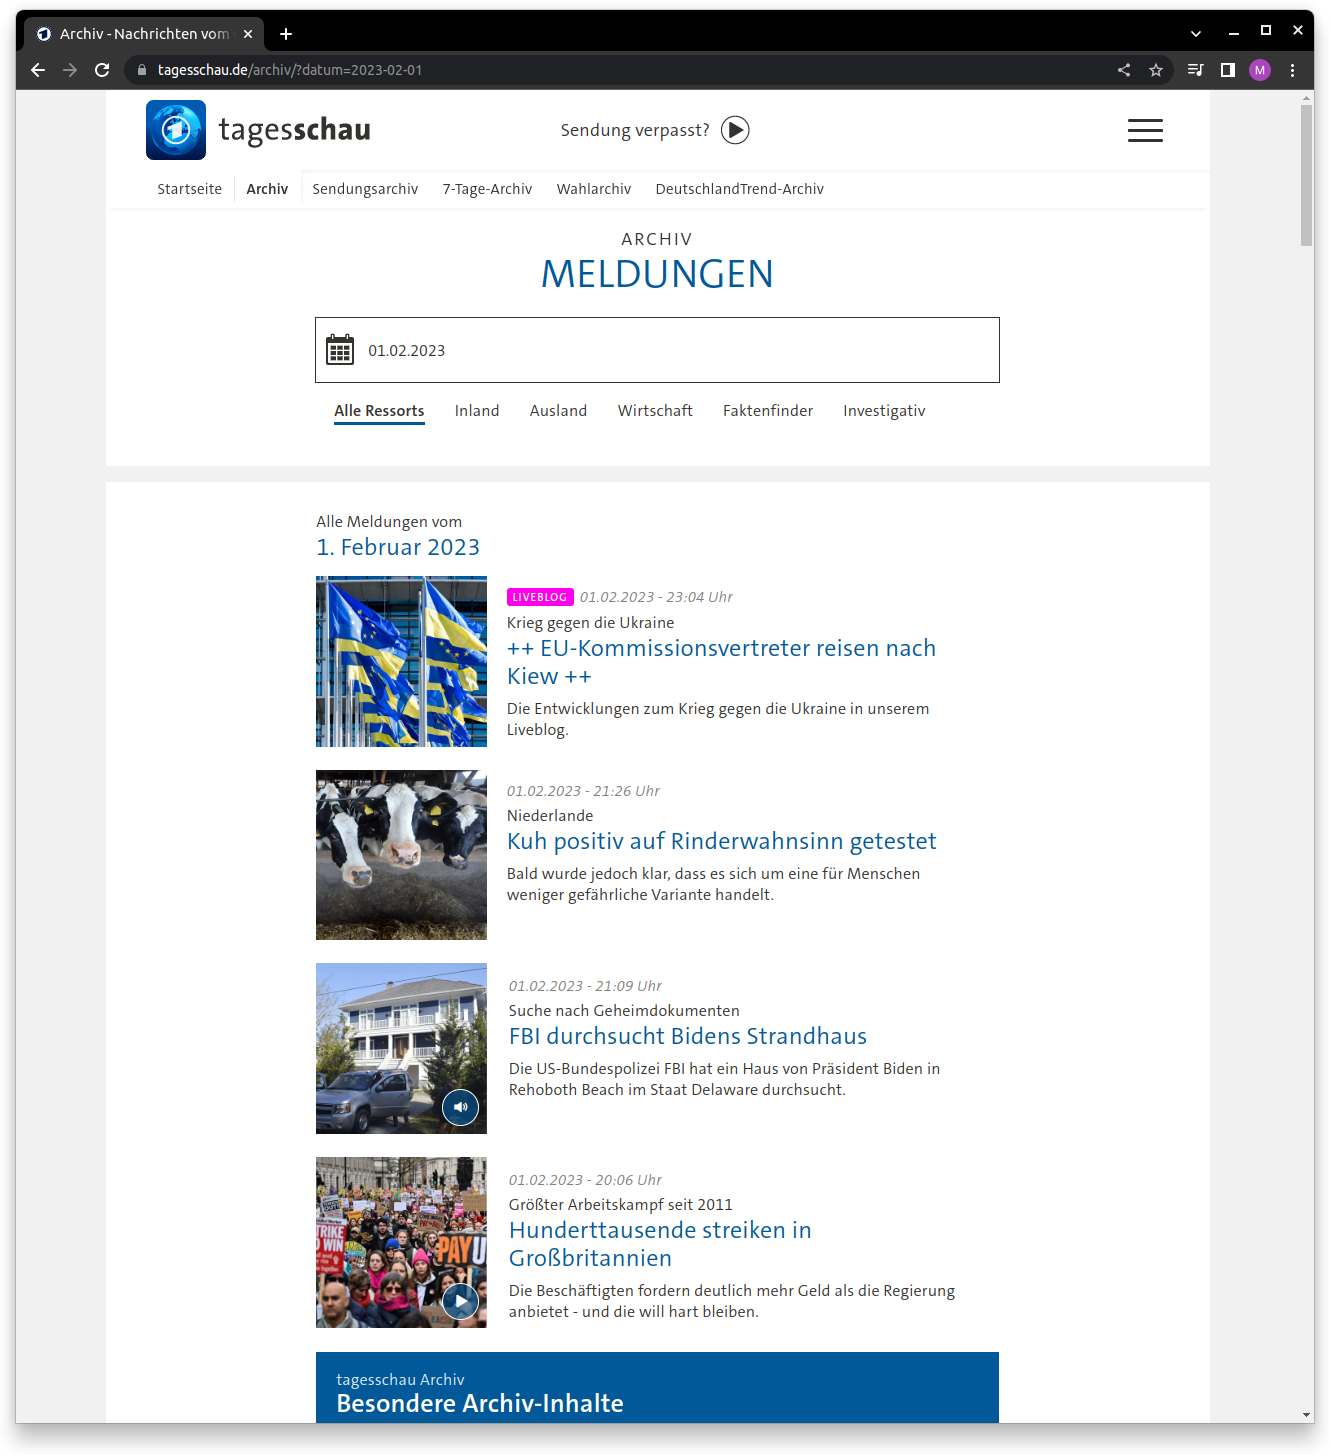 Archiv - Nachrichten vom
tagesschau.de/archiv/?datum=2023-02-01
M
tagesschau
Sendung verpasst?
Startseite
Archiv
Sendungsarchiv
7-Tage-Archiv
Wahlarchiv
DeutschlandTrend-Archiv
ARCHIV
MELDUNGEN
01.02.2023
Alle Ressorts
Inland
Ausland
Wirtschaft
Faktenfinder
Investigativ
Alle Meldungen vom
1. Februar 2023
LIVEBLOG 01.02.2023 - 23:04 Uhr
Krieg gegen die Ukraine
++ EU-Kommissionsvertreter reisen nach
Kiew ++
Die Entwicklungen zum Krieg gegen die Ukraine in unserem
Liveblog.
01.02.2023 - 21:26 Uhr
Niederlande
Kuh positiv auf Rinderwahnsinn getestet
Bald wurde jedoch klar, dass es sich um eine für Menschen
weniger gefährliche Variante handelt.
01.02.2023 - 21:09 Uhr
Suche nach Geheimdokumenten
FBI durchsucht Bidens Strandhaus
Die US-Bundespolizei FBI hat ein Haus von Präsident Biden in
Rehoboth Beach im Staat Delaware durchsucht.
PAY U
01.02.2023 - 20:06 Uhr
Größter Arbeitskampf seit 2011
Hunderttausende streiken in
Großbritannien
Die Beschäftigten fordern deutlich mehr Geld als die Regierung
anbietet - und die will hart bleiben.
tagesschau Archiv
Besondere Archiv-Inhalte